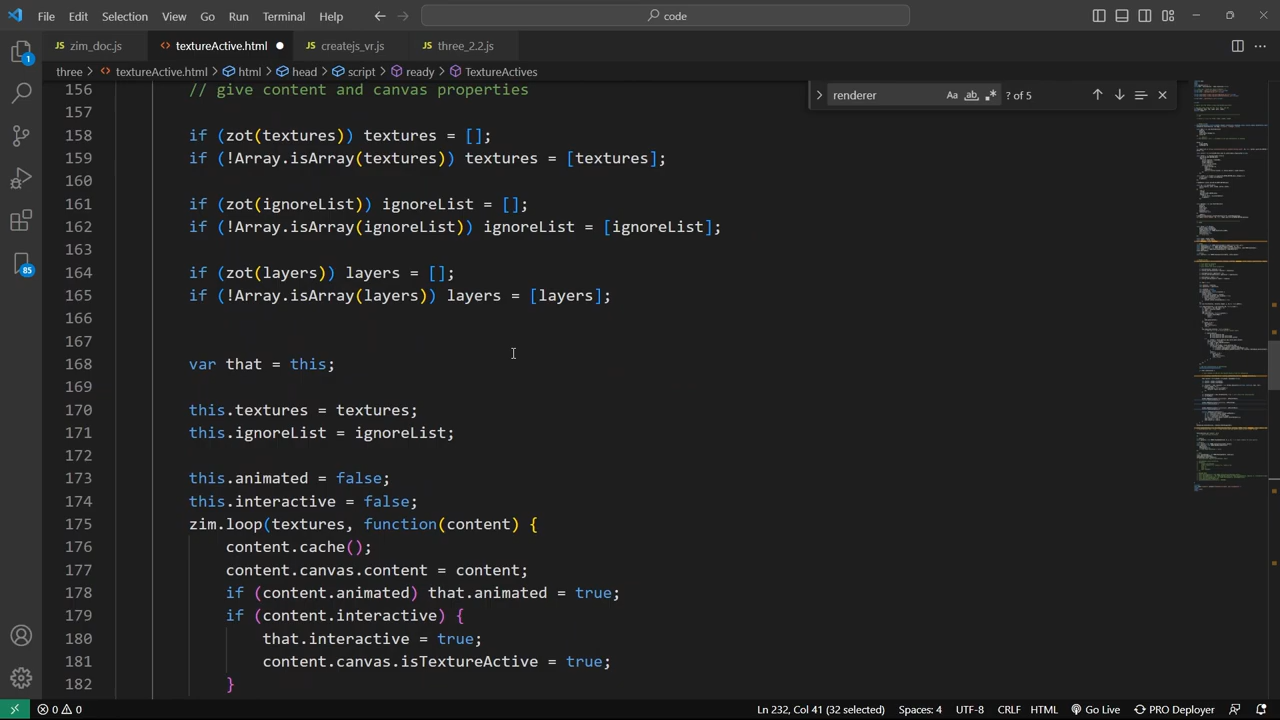 File Edit Selection View Go Run Terminal Help code
zim_doc.js textureActive.html createjs_vr.js three_2.2.js
three > textureActive.html > html > head > script > ready > TextureActives
renderer ab ? of 5
156 // give content and canvas properties
157
158 if (zot(textures)) textures = [];
159 if (!Array.isArray(textures)) textures = [textures];
160
161 if (zot(ignoreList)) ignoreList = [];
162 if (!Array.isArray(ignoreList)) ignoreList = [ignoreList];
163
164 if (zot(layers)) layers = [];
165 if (!Array.isArray(layers)) layers = [layers];
166
167
168 var that = this;
169
170 this.textures = textures;
171 this.ignoreList = ignoreList;
172
173 this.animated = false;
174 this.interactive = false;
175 zim.loop(textures, function(content) {
176 content.cache();
177 content.canvas.content = content;
178 if (content.animated) that.animated = true;
179 if (content.interactive) {
180 that.interactive = true;
181 content.canvas.isTextureActive = true;
182 }
1
85
0 0 Ln 232, Col 41 (32 selected) Spaces: 4 UTF-8 CRLF HTML Go Live PRO Deployer